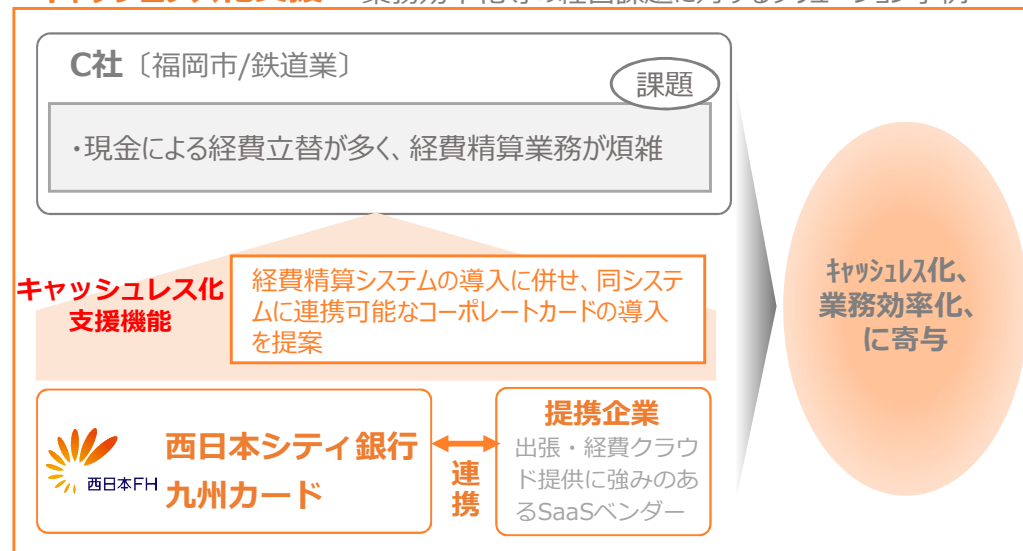 C社〔福岡市/鉄道業〕
課題
・現金による経費立替が多く、経費精算業務が煩雑
キャッシュレス化
支援機能
経費精算システムの導入に併せ、同システ
ムに連携可能なコーポレートカードの導入
を提案
ｷｬｯｼｭﾚｽ化、
業務効率化、
に寄与
西日本FH
西日本シティ銀行
九州カード
連
携
提携企業
出張・経費クラウ
ド提供に強みのあ
るSaaSベンダー